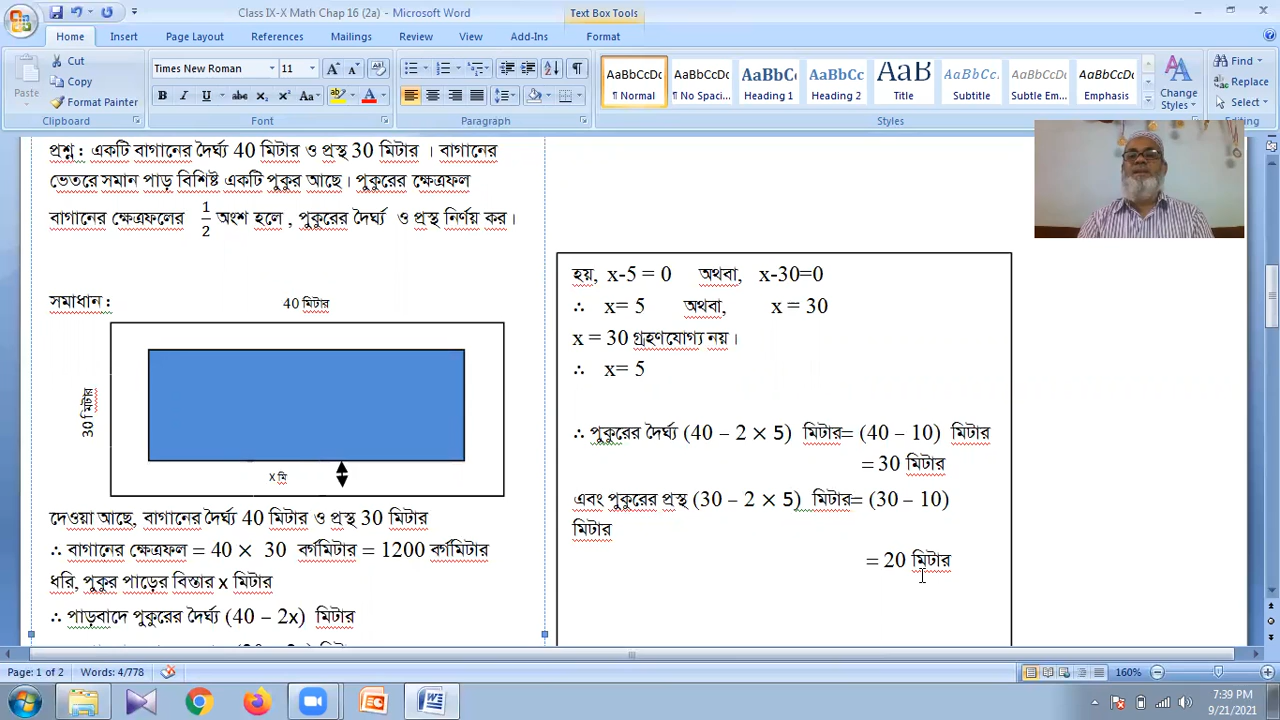 Class IX-X Math Chap 16 (2a) - Microsoft Word
Text Box Tools
Home Insert Page Layout References Mailings Review View Add-Ins Format
Paste
Cut
Copy
Format Painter
Clipboard
Times New Roman 11
Font
Paragraph
AaBbCcDc AaBbCcDc AaBbCc AaBbCc AaB AaBbCcL AaBbCcDc AaBbCcDc
¶ Normal ¶ No Spaci... Heading 1 Heading 2 Title Subtitle Subtle Em... Emphasis
Change Styles
Styles
Find
Replace
Select
Editing
প্রশ্ন : একটি বাগানের দৈর্ঘ্য 40 মিটার ও প্রস্থ 30 মিটার । বাগানের
ভেতরে সমান পাড় বিশিষ্ট একটি পুকুর আছে। পুকুরের ক্ষেত্রফল
বাগানের ক্ষেত্রফলের 1/2 অংশ হলে , পুকুরের দৈর্ঘ্য ও প্রস্থ নির্ণয় কর।
সমাধান :
40 মিটার
30 মিটার
x মি
দেওয়া আছে, বাগানের দৈর্ঘ্য 40 মিটার ও প্রস্থ 30 মিটার
∴ বাগানের ক্ষেত্রফল = 40 × 30 বর্গমিটার = 1200 বর্গমিটার
ধরি, পুকুর পাড়ের বিস্তার x মিটার
∴ পাড়বাদে পুকুরের দৈর্ঘ্য (40 – 2x) মিটার
হয়, x-5 = 0 অথবা, x-30=0
∴ x= 5 অথবা, x = 30
x = 30 গ্রহণযোগ্য নয়।
∴ x= 5
∴ পুকুরের দৈর্ঘ্য (40 – 2 × 5) মিটার= (40 – 10) মিটার
= 30 মিটার
এবং পুকুরের প্রস্থ (30 – 2 × 5) মিটার= (30 – 10)
মিটার
= 20 মিটার
Page: 1 of 2 Words: 4/778 160%
7:39 PM
9/21/2021